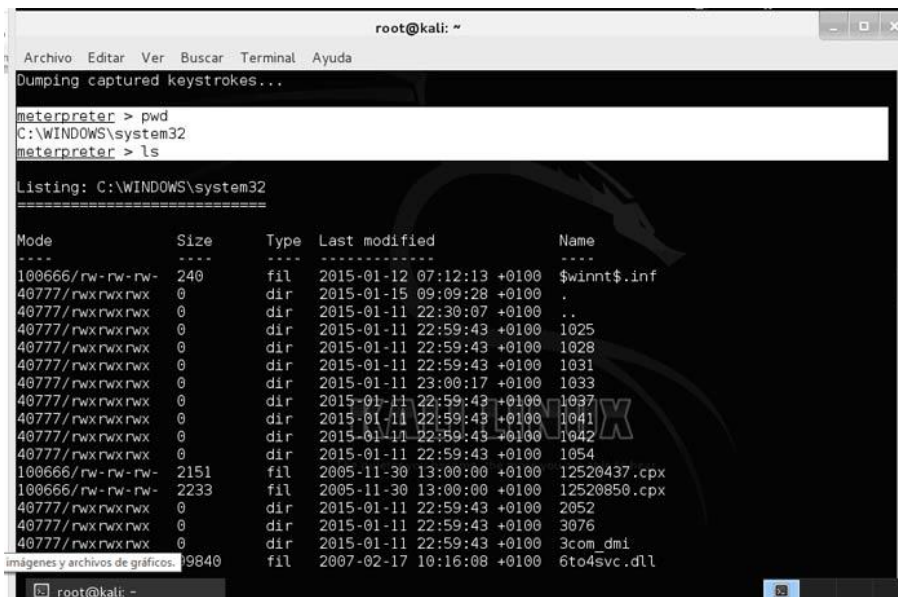 root@kali: ~
Archivo Editar Ver Buscar Terminal Ayuda
Dumping captured keystrokes...
meterpreter > pwd
C:\WINDOWS\system32
meterpreter > ls
Listing: C:\WINDOWS\system32
============================
Mode Size Type Last modified Name
---- ---- ---- ------------- ----
100666/rw-rw-rw- 240 fil 2015-01-12 07:12:13 +0100 $winnt$.inf
40777/rwxrwxrwx 0 dir 2015-01-15 09:09:28 +0100 .
40777/rwxrwxrwx 0 dir 2015-01-11 22:30:07 +0100 ..
40777/rwxrwxrwx 0 dir 2015-01-11 22:59:43 +0100 1025
40777/rwxrwxrwx 0 dir 2015-01-11 22:59:43 +0100 1028
40777/rwxrwxrwx 0 dir 2015-01-11 22:59:43 +0100 1031
40777/rwxrwxrwx 0 dir 2015-01-11 23:00:17 +0100 1033
40777/rwxrwxrwx 0 dir 2015-01-11 22:59:43 +0100 1037
40777/rwxrwxrwx 0 dir 2015-01-11 22:59:43 +0100 1041
40777/rwxrwxrwx 0 dir 2015-01-11 22:59:43 +0100 1042
40777/rwxrwxrwx 0 dir 2015-01-11 22:59:43 +0100 1054
KALI LINUX
100666/rw-rw-rw- 2151 fil 2005-11-30 13:00:00 +0100 12520437.cpx
100666/rw-rw-rw- 2233 fil 2005-11-30 13:00:00 +0100 12520850.cpx
40777/rwxrwxrwx 0 dir 2015-01-11 22:59:43 +0100 2052
40777/rwxrwxrwx 0 dir 2015-01-11 22:59:43 +0100 3076
40777/rwxrwxrwx 0 dir 2015-01-11 22:59:43 +0100 3com_dmi
imágenes y archivos de gráficos. 99840 fil 2007-02-17 10:16:08 +0100 6to4svc.dll
root@kali: ~